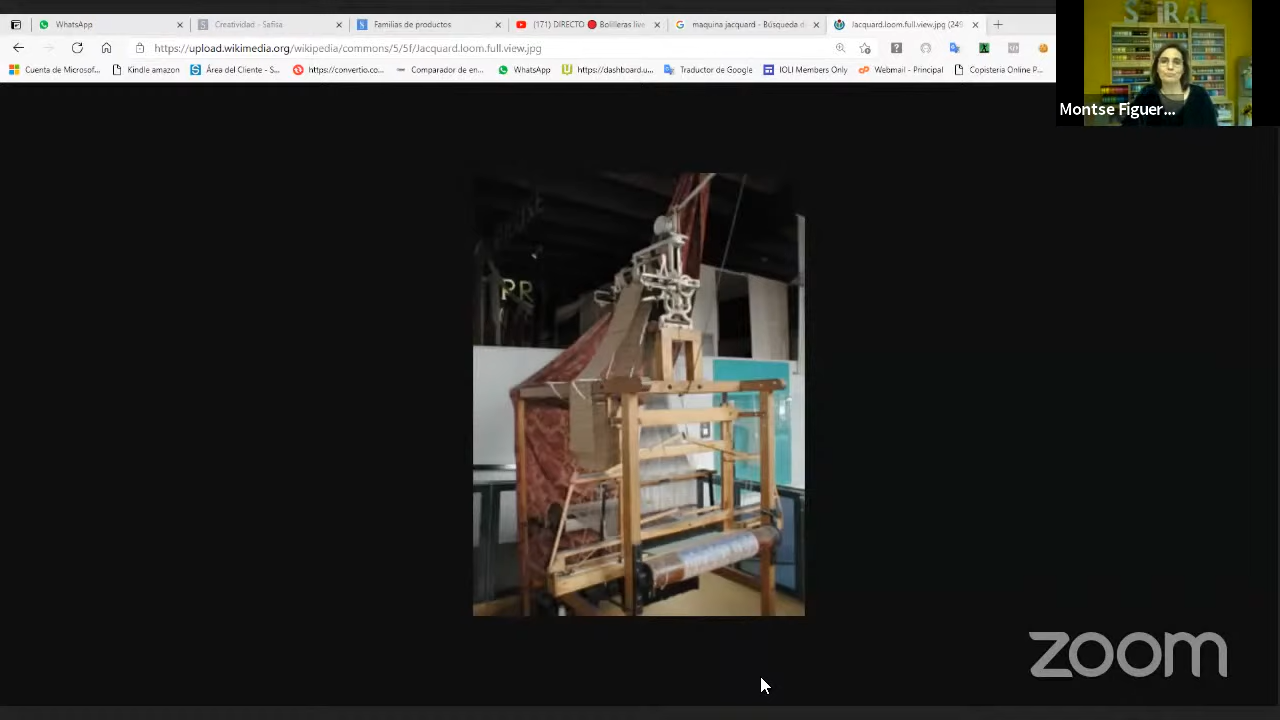 WhatsApp
Creatividad - Safisa
Familias de productos
(171) DIRECTO 🔴 Bolilleras live
maquina jacquard - Búsqueda d
Jacquard.loom.full.view.jpg (249
https://upload.wikimedia.org/wikipedia/commons/5/5f/Jacquard.loom.full.view.jpg
Cuenta de Microsof...
Kindle amazon
Área del Cliente - S...
https://convertio.co...
Comparador de en...
WhatsApp
https://dashboard.u...
Traductor de Google
IOLI Members Only
Webmail - Principal
Copisteria Online P...
Montse Figuer...
RR
zoom